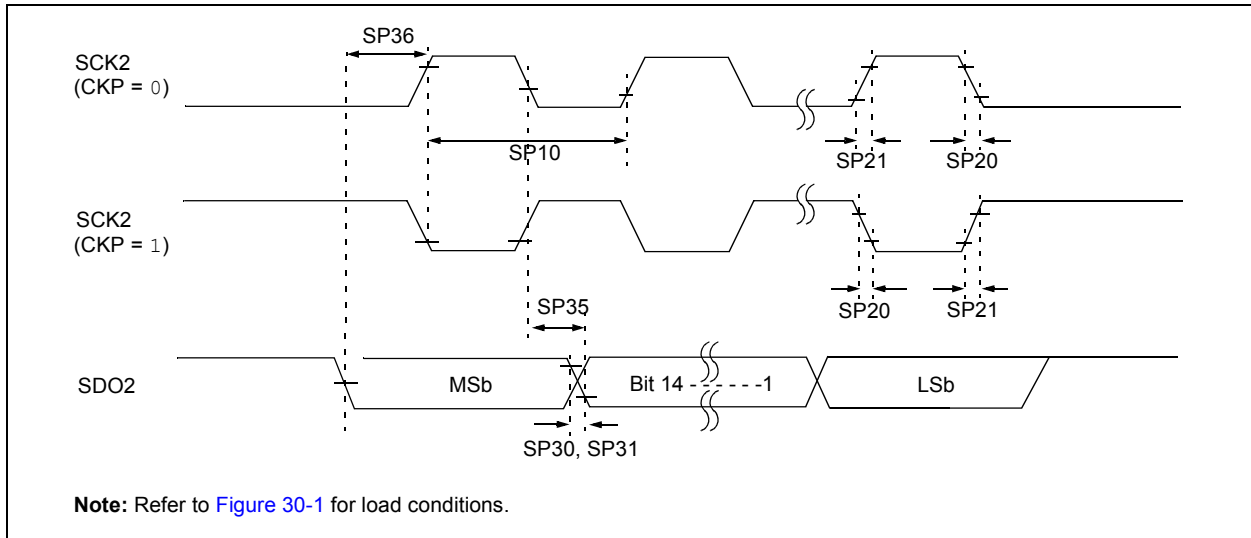 SP36
SCK2
(CKP = 0)
SP10
SP21
SP20
SCK2
(CKP = 1)
SP35
SP20
SP21
SDO2
MSb
Bit 14 - - - - - -1
LSb
SP30, SP31
Note: Refer to Figure 30-1 for load conditions.